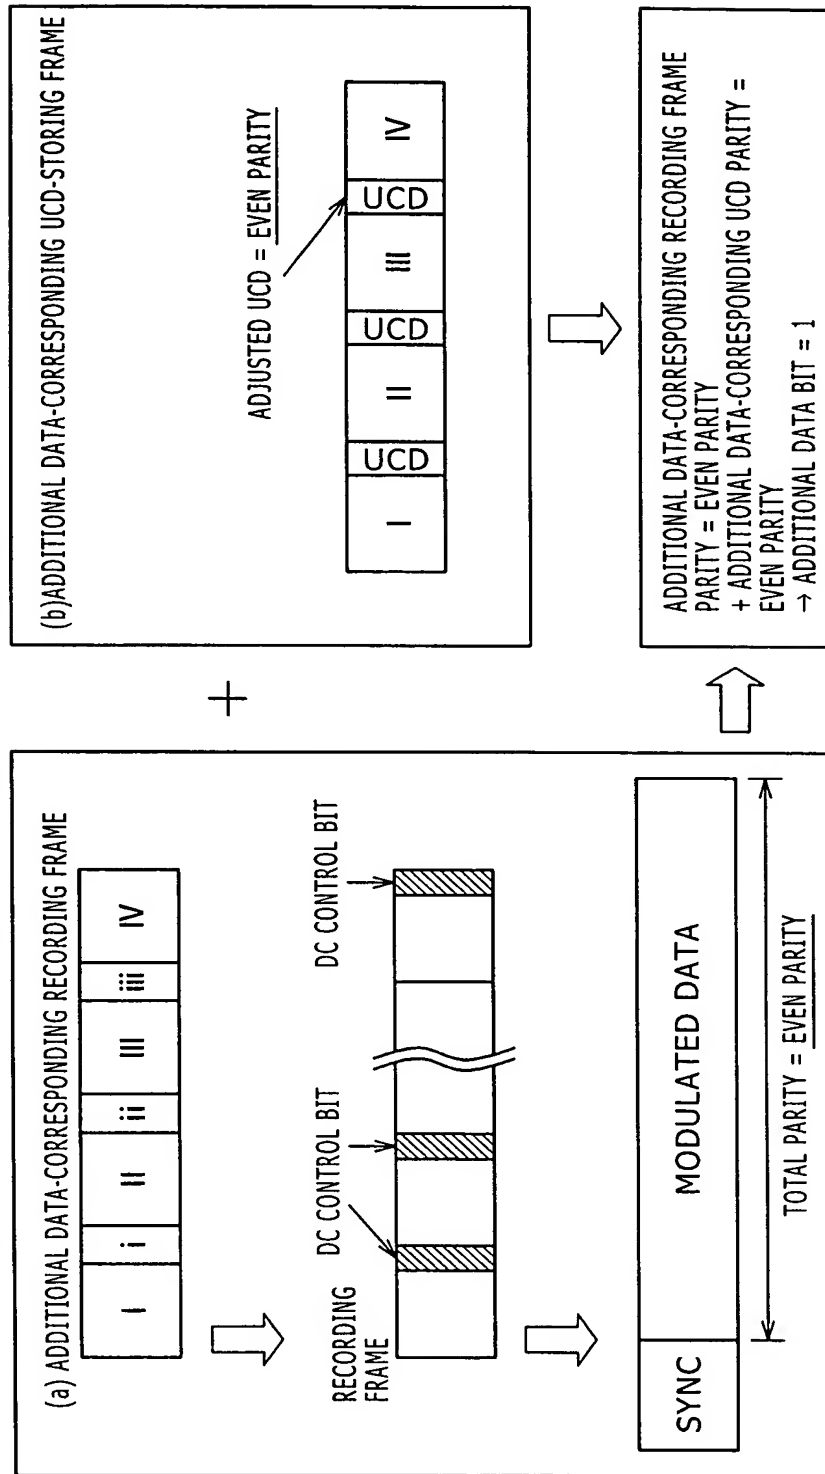 (a) ADDITIONAL DATA-CORRESPONDING RECORDING FRAME
I
i
II
ii
III
iii
IV
RECORDING
FRAME
DC CONTROL BIT
DC CONTROL BIT
SYNC
MODULATED DATA
TOTAL PARITY = EVEN PARITY
+
(b)ADDITIONAL DATA-CORRESPONDING UCD-STORING FRAME
ADJUSTED UCD = EVEN PARITY
I
UCD
II
UCD
III
UCD
IV
ADDITIONAL DATA-CORRESPONDING RECORDING FRAME
PARITY = EVEN PARITY
+ ADDITIONAL DATA-CORRESPONDING UCD PARITY =
EVEN PARITY
→ ADDITIONAL DATA BIT = 1